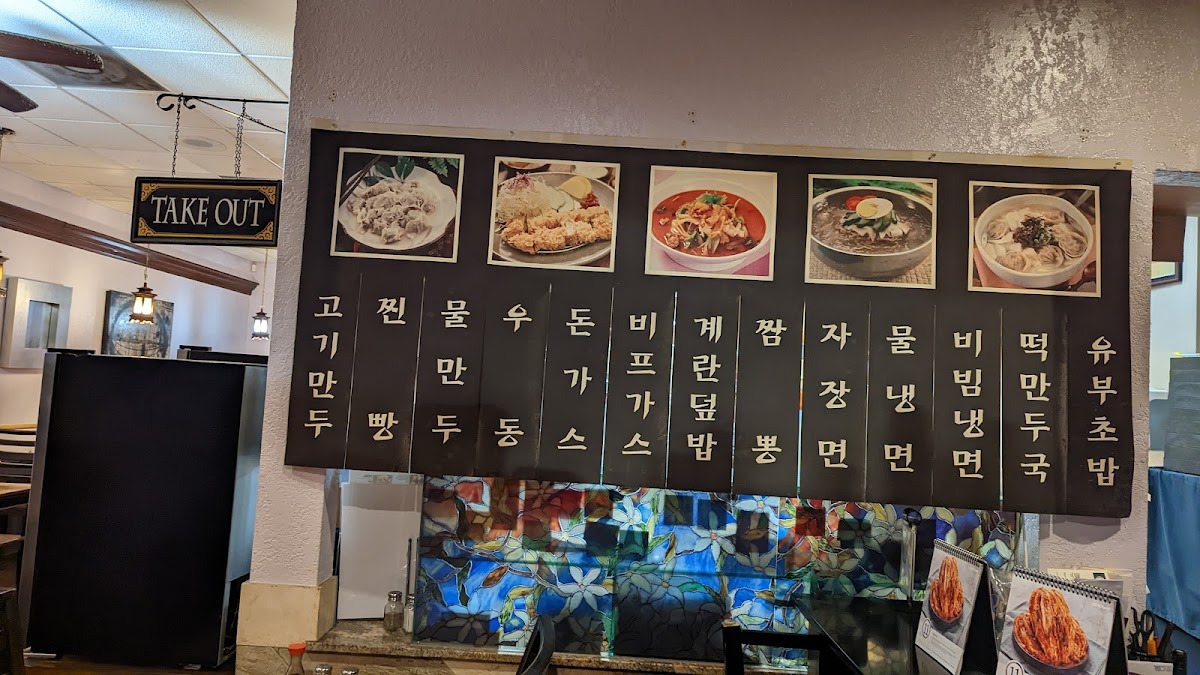 TAKE OUT
고기만두
찐빵
물만두
우동
돈가스
비프가스
계란덮밥
짬뽕
자장면
물냉면
비빔냉면
떡만두국
유부초밥
11